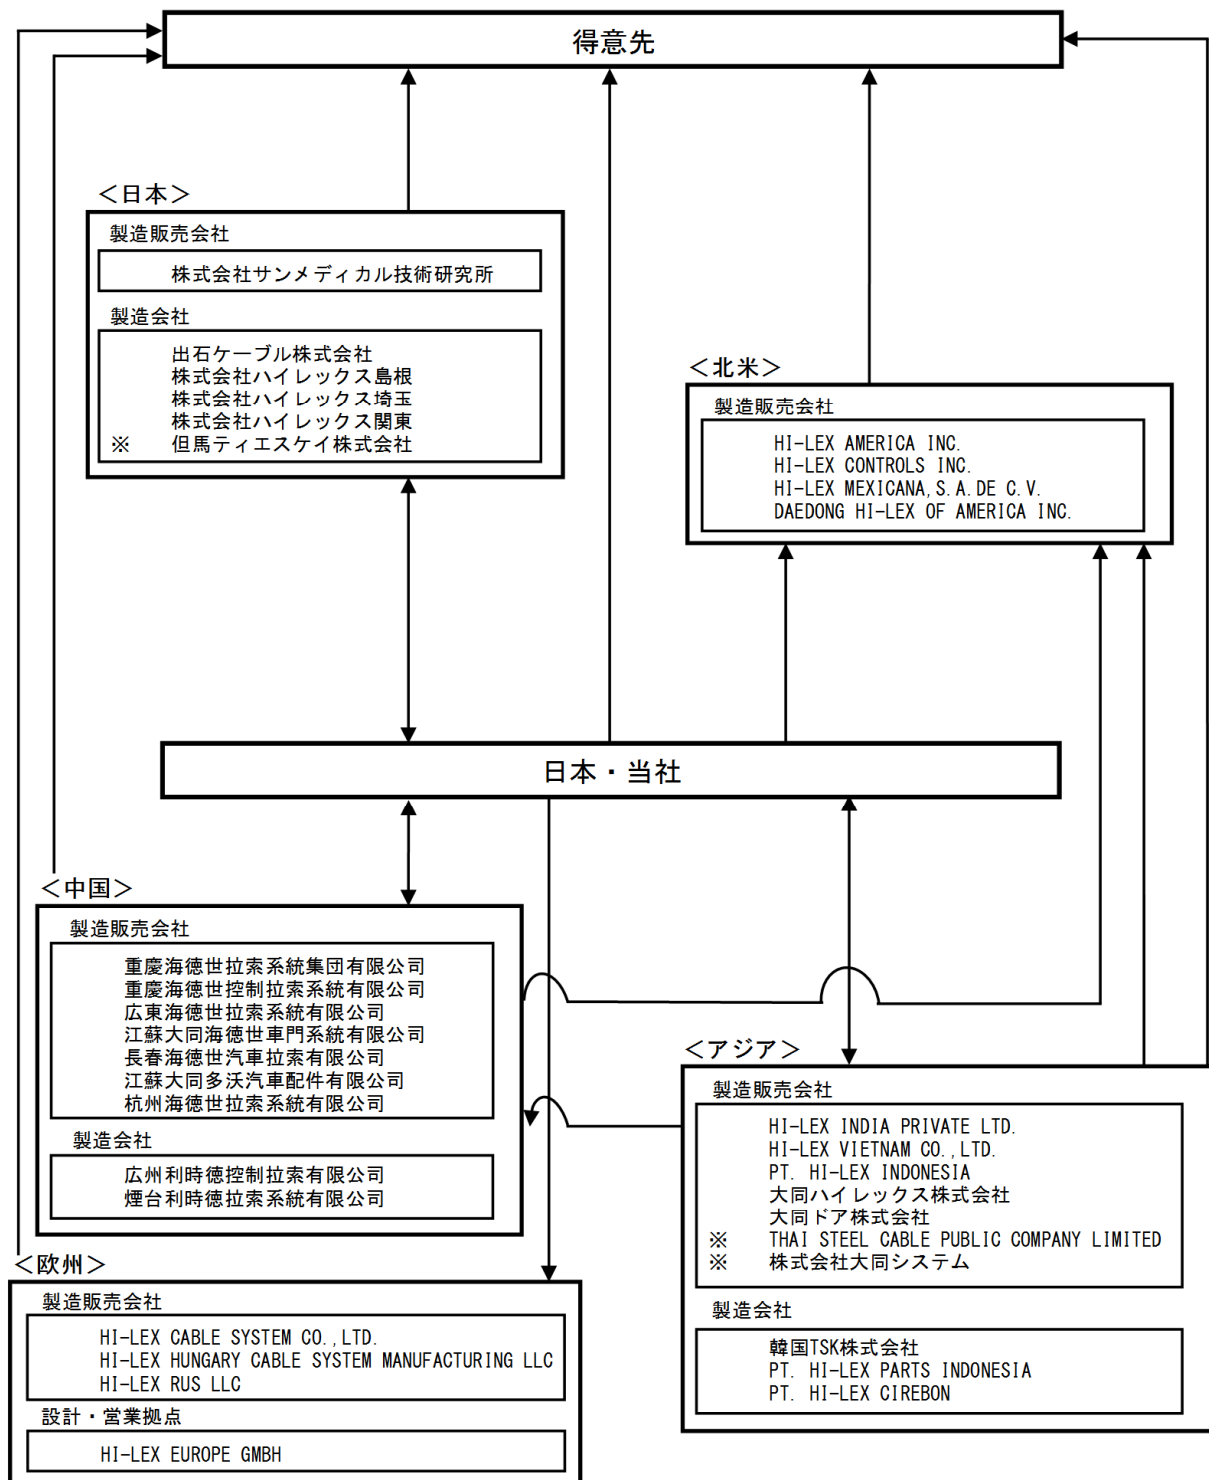 得意先
＜日本＞
製造販売会社
株式会社サンメディカル技術研究所
製造会社
出石ケーブル株式会社
株式会社ハイレックス島根
株式会社ハイレックス埼玉
株式会社ハイレックス関東
※ 但馬ティエスケイ株式会社
＜北米＞
製造販売会社
HI-LEX AMERICA INC.
HI-LEX CONTROLS INC.
HI-LEX MEXICANA,S.A.DE C.V.
DAEDONG HI-LEX OF AMERICA INC.
日本・当社
＜中国＞
製造販売会社
重慶海徳世拉索系統集団有限公司
重慶海徳世控制拉索系統有限公司
広東海徳世拉索系統有限公司
江蘇大同海徳世車門系統有限公司
長春海徳世汽車拉索有限公司
江蘇大同多沃汽車配件有限公司
杭州海徳世拉索系統有限公司
製造会社
広州利時徳控制拉索有限公司
煙台利時徳拉索系統有限公司
＜アジア＞
製造販売会社
HI-LEX INDIA PRIVATE LTD.
HI-LEX VIETNAM CO.,LTD.
PT. HI-LEX INDONESIA
大同ハイレックス株式会社
大同ドア株式会社
※ THAI STEEL CABLE PUBLIC COMPANY LIMITED
※ 株式会社大同システム
製造会社
韓国TSK株式会社
PT. HI-LEX PARTS INDONESIA
PT. HI-LEX CIREBON
＜欧州＞
製造販売会社
HI-LEX CABLE SYSTEM CO.,LTD.
HI-LEX HUNGARY CABLE SYSTEM MANUFACTURING LLC
HI-LEX RUS LLC
設計・営業拠点
HI-LEX EUROPE GMBH